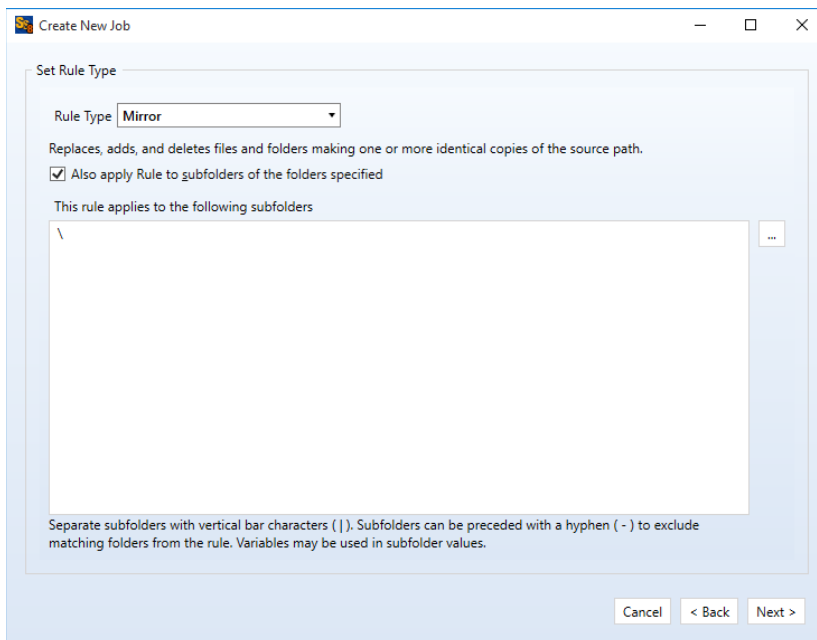 Create New Job
Set Rule Type
Rule Type Mirror
Replaces, adds, and deletes files and folders making one or more identical copies of the source path.
Also apply Rule to subfolders of the folders specified
This rule applies to the following subfolders
\
...
Separate subfolders with vertical bar characters ( | ). Subfolders can be preceded with a hyphen ( - ) to exclude
matching folders from the rule. Variables may be used in subfolder values.
Cancel < Back Next >